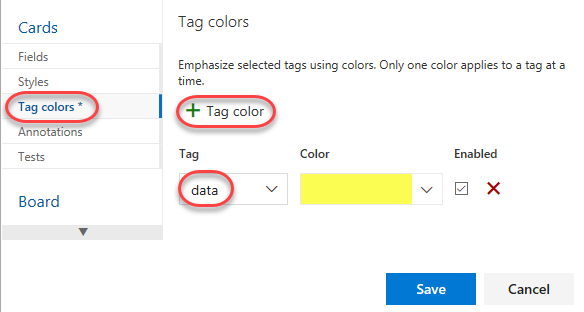 Cards
Fields
Styles
Tag colors *
Annotations
Tests
Board
Tag colors
Emphasize selected tags using colors. Only one color applies to a tag at a
time.
+ Tag color
Tag Color Enabled
data
Save Cancel